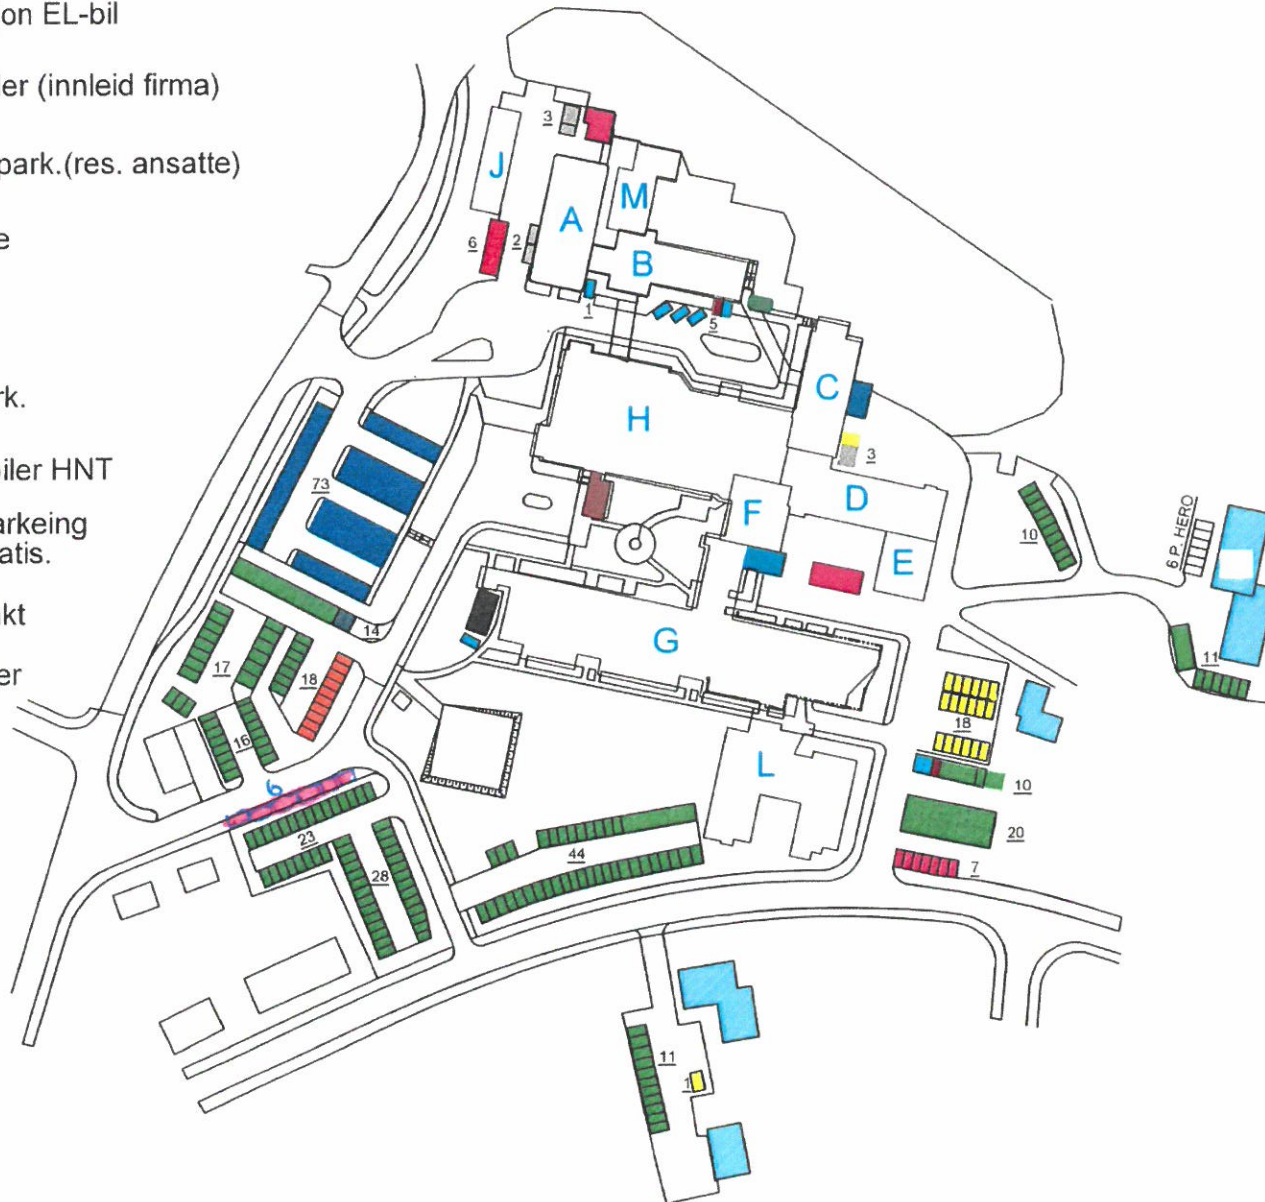 on EL-bil
er (innleid firma)
park.(res. ansatte)
e
rk.
iler HNT
arkeing
atis.
kt
er
3
J
M
A
6
2
B
1
5
C
H
3
73
D
F
10
6 P. HERO
E
14
G
11
17
18
16
18
L
10
6
23
20
44
7
28
11
1